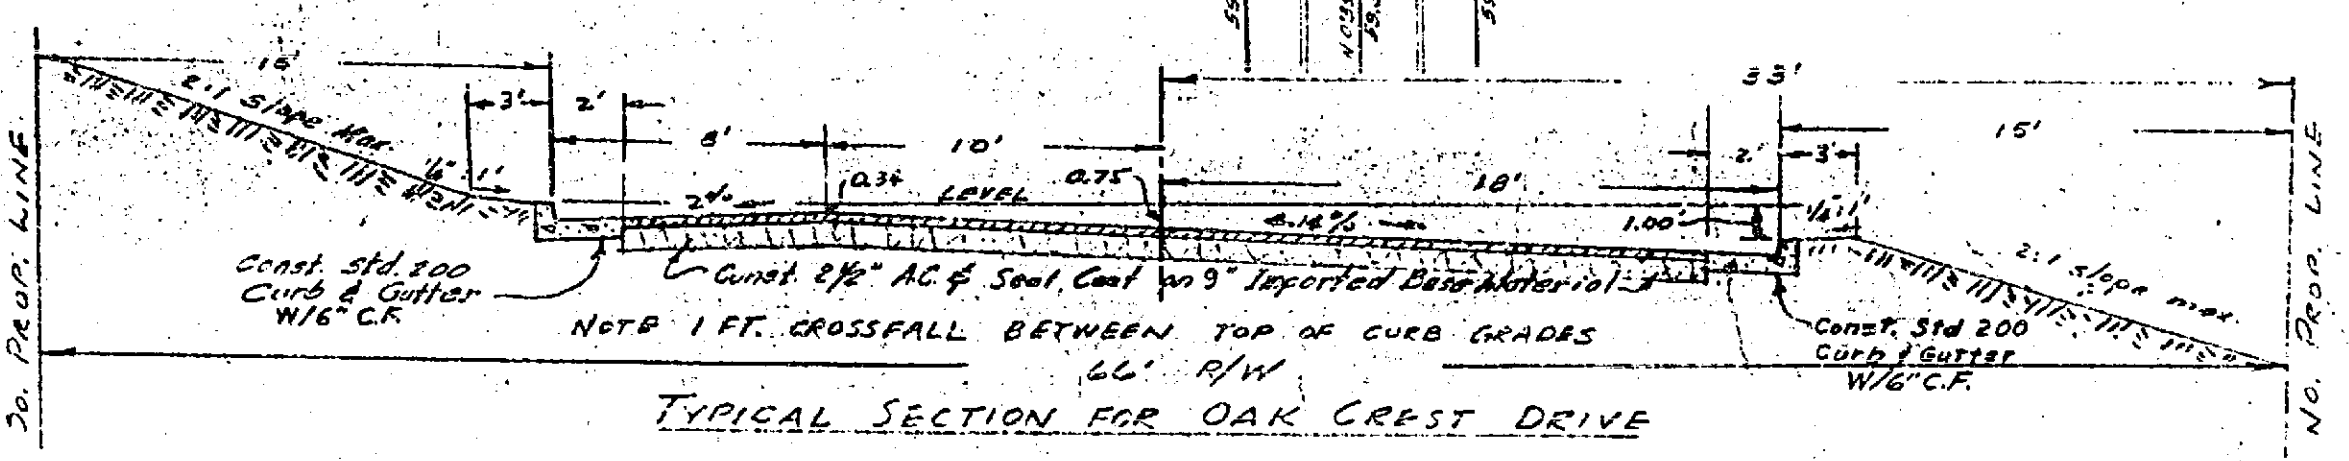 So. PROP. LINE
15'
33'
2:1 slope Max.
3'
2'
8'
10'
18'
2'
3'
15'
¼":1'
2%
0.34
LEVEL
0.75
4.14%
1.00'
¼":1'
2:1 slope max.
Const. Std. 200
Curb & Gutter
W/6" C.F.
Const. 2½" A.C. & Seal Coat on 9" Imported Base Material
Const. Std 200
Curb & Gutter
W/6" C.F.
NOTE 1 FT. CROSSFALL BETWEEN TOP OF CURB GRADES
66' R/W
TYPICAL SECTION FOR OAK CREST DRIVE
NO. PROP. LINE